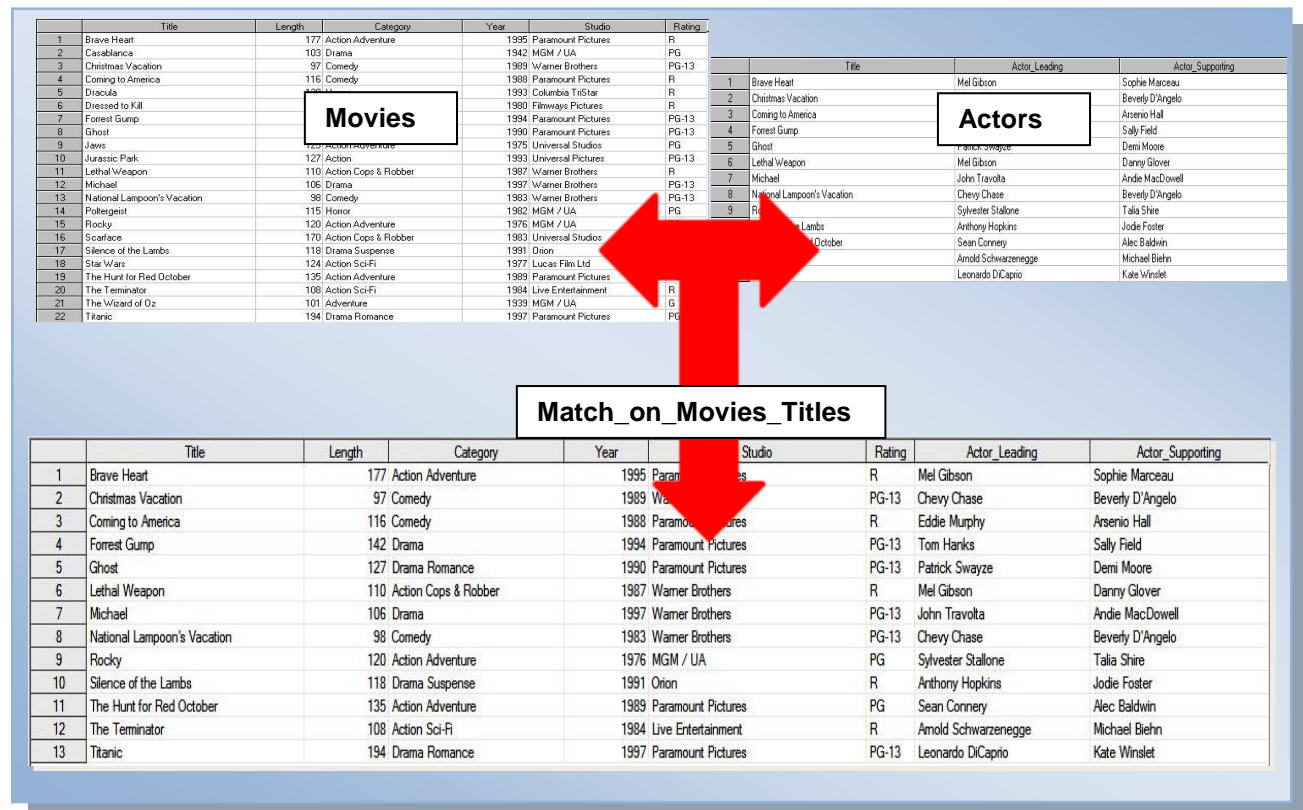 Title Length Category Year Studio Rating
1 Brave Heart 177 Action Adventure 1995 Paramount Pictures R
2 Casablanca 103 Drama 1942 MGM / UA PG
3 Christmas Vacation 97 Comedy 1989 Warner Brothers PG-13
4 Coming to America 116 Comedy 1988 Paramount Pictures R
5 Dracula 1993 Columbia TriStar R
6 Dressed to Kill 1980 Filmways Pictures R
7 Forrest Gump 1994 Paramount Pictures PG-13
8 Ghost 1990 Paramount Pictures PG-13
9 Jaws 125 Action Adventure 1975 Universal Studios PG
10 Jurassic Park 127 Action 1993 Universal Pictures PG-13
11 Lethal Weapon 110 Action Cops & Robber 1987 Warner Brothers R
12 Michael 106 Drama 1997 Warner Brothers PG-13
13 National Lampoon's Vacation 98 Comedy 1983 Warner Brothers PG-13
14 Poltergeist 115 Horror 1982 MGM / UA PG
15 Rocky 120 Action Adventure 1976 MGM / UA
16 Scarface 170 Action Cops & Robber 1983 Universal Studios
17 Silence of the Lambs 118 Drama Suspense 1991 Orion
18 Star Wars 124 Action Sci-Fi 1977 Lucas Film Ltd
19 The Hunt for Red October 135 Action Adventure 1989 Paramount Pictures
20 The Terminator 108 Action Sci-Fi 1984 Live Entertainment R
21 The Wizard of Oz 101 Adventure 1939 MGM / UA G
22 Titanic 194 Drama Romance 1997 Paramount Pictures
Movies
Title Actor_Leading Actor_Supporting
1 Brave Heart Mel Gibson Sophie Marceau
2 Christmas Vacation Beverly D'Angelo
3 Coming to America Arsenio Hall
4 Forrest Gump Sally Field
5 Ghost Patrick Swayze Demi Moore
6 Lethal Weapon Mel Gibson Danny Glover
7 Michael John Travolta Andie MacDowell
8 National Lampoon's Vacation Chevy Chase Beverly D'Angelo
9 Sylvester Stallone Talia Shire
Lambs Anthony Hopkins Jodie Foster
October Sean Connery Alec Baldwin
Arnold Schwarzenegge Michael Biehn
Leonardo DiCaprio Kate Winslet
Actors
Match_on_Movies_Titles
Title Length Category Year Studio Rating Actor_Leading Actor_Supporting
1 Brave Heart 177 Action Adventure 1995 R Mel Gibson Sophie Marceau
2 Christmas Vacation 97 Comedy 1989 PG-13 Chevy Chase Beverly D'Angelo
3 Coming to America 116 Comedy 1988 Paramount Pictures R Eddie Murphy Arsenio Hall
4 Forrest Gump 142 Drama 1994 Paramount Pictures PG-13 Tom Hanks Sally Field
5 Ghost 127 Drama Romance 1990 Paramount Pictures PG-13 Patrick Swayze Demi Moore
6 Lethal Weapon 110 Action Cops & Robber 1987 Warner Brothers R Mel Gibson Danny Glover
7 Michael 106 Drama 1997 Warner Brothers PG-13 John Travolta Andie MacDowell
8 National Lampoon's Vacation 98 Comedy 1983 Warner Brothers PG-13 Chevy Chase Beverly D'Angelo
9 Rocky 120 Action Adventure 1976 MGM / UA PG Sylvester Stallone Talia Shire
10 Silence of the Lambs 118 Drama Suspense 1991 Orion R Anthony Hopkins Jodie Foster
11 The Hunt for Red October 135 Action Adventure 1989 Paramount Pictures PG Sean Connery Alec Baldwin
12 The Terminator 108 Action Sci-Fi 1984 Live Entertainment R Arnold Schwarzenegge Michael Biehn
13 Titanic 194 Drama Romance 1997 Paramount Pictures PG-13 Leonardo DiCaprio Kate Winslet